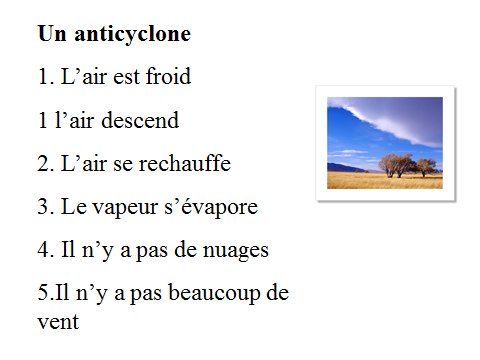 Un anticyclone
1. L’air est froid
1 l’air descend
2. L’air se rechauffe
3. Le vapeur s’évapore
4. Il n’y a pas de nuages
5.Il n’y a pas beaucoup de
vent